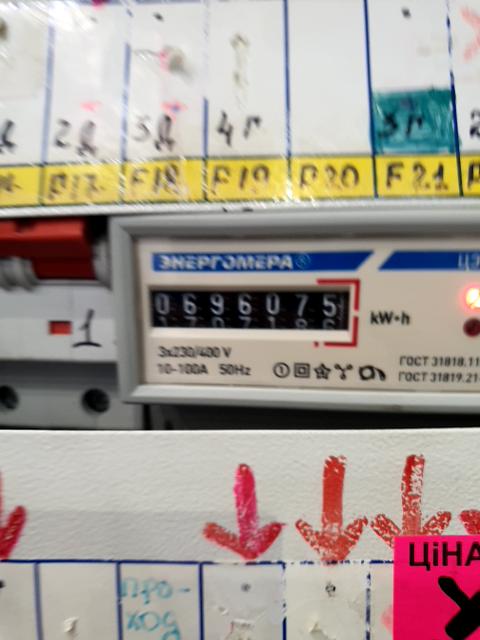 2Д 3Д 4Г 3Г
F17 F18 F19 F20 F21
ЭНЕРГОМЕРА
0696075
kW•h
1
3x230/400 V
10-100A 50Hz
ГОСТ 31818.11
ГОСТ 31819.21
ЦіНА
ПРО-
ХОД